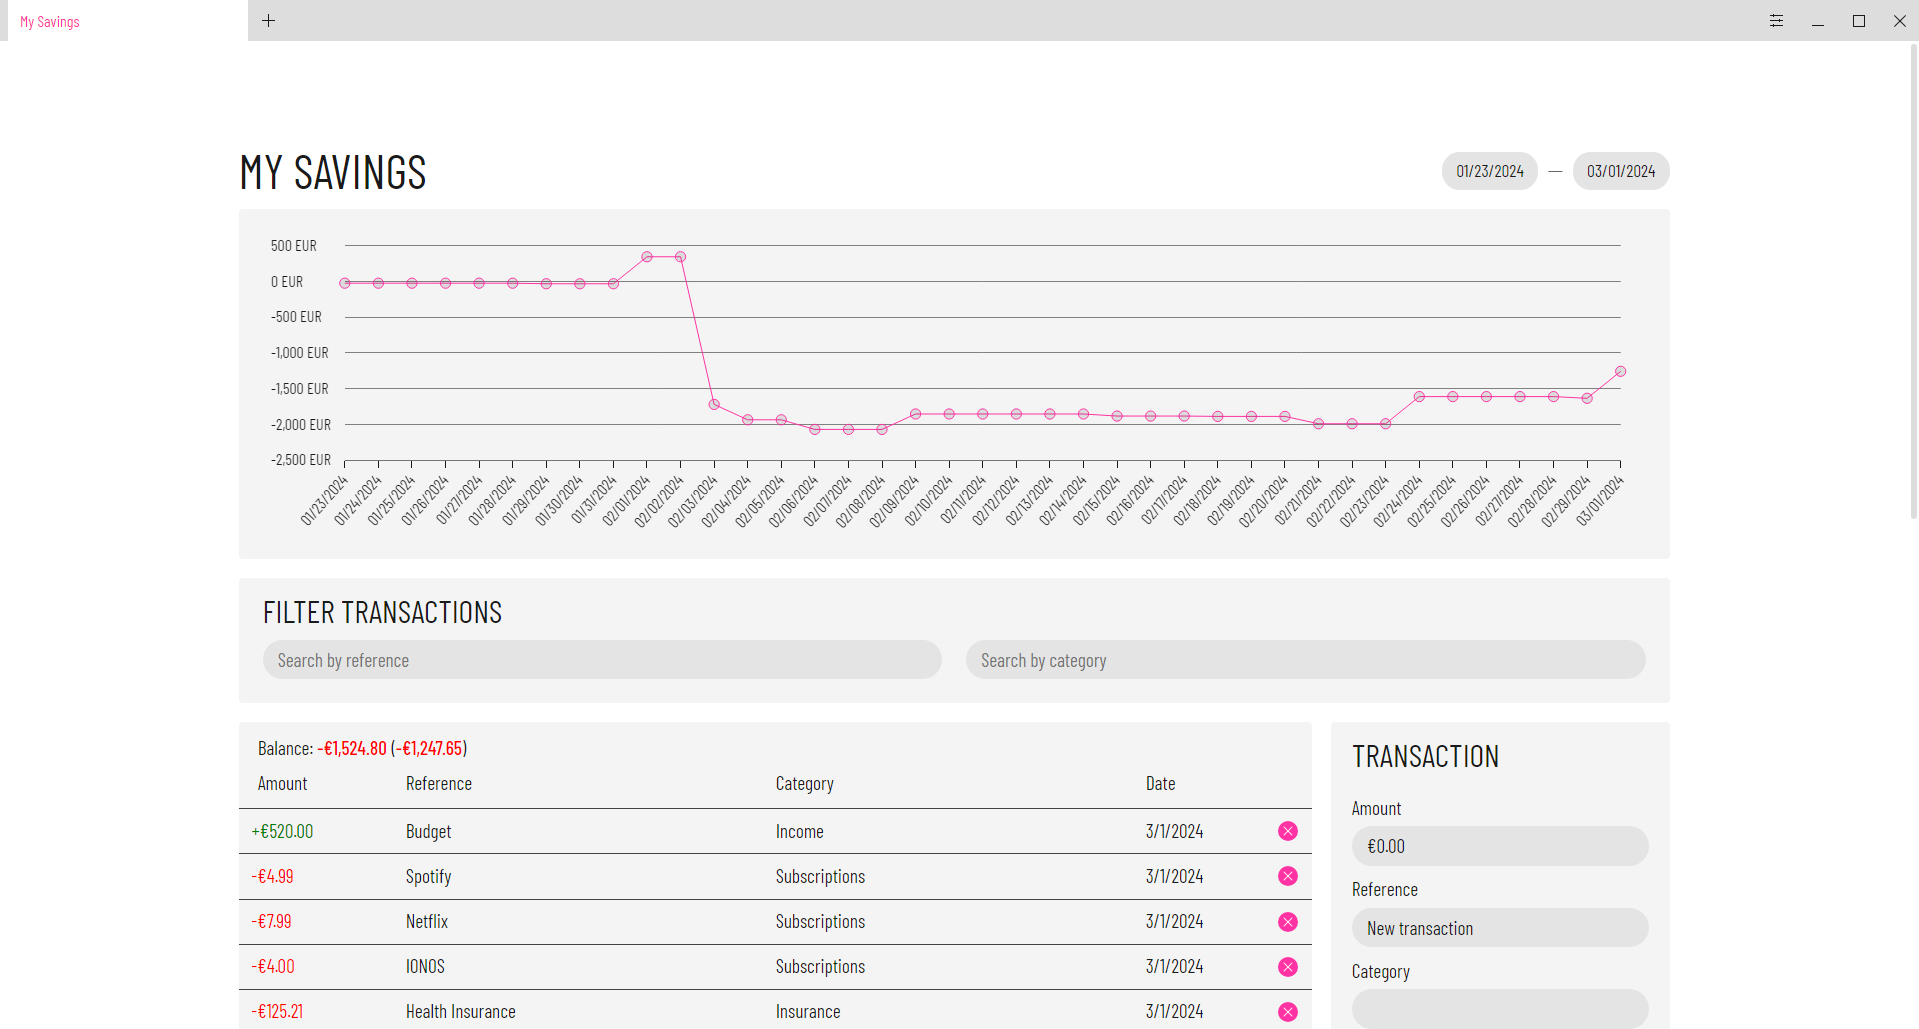 My Savings
MY SAVINGS
01/23/2024 — 03/01/2024
500 EUR
0 EUR
-500 EUR
-1,000 EUR
-1,500 EUR
-2,000 EUR
-2,500 EUR
01/23/2024 01/24/2024 01/25/2024 01/26/2024 01/27/2024 01/28/2024 01/29/2024 01/30/2024 01/31/2024 02/01/2024 02/02/2024 02/03/2024 02/04/2024 02/05/2024 02/06/2024 02/07/2024 02/08/2024 02/09/2024 02/10/2024 02/11/2024 02/12/2024 02/13/2024 02/14/2024 02/15/2024 02/16/2024 02/17/2024 02/18/2024 02/19/2024 02/20/2024 02/21/2024 02/22/2024 02/23/2024 02/24/2024 02/25/2024 02/26/2024 02/27/2024 02/28/2024 02/29/2024 03/01/2024
FILTER TRANSACTIONS
Search by reference Search by category
Balance: -€1,524.80 (-€1,247.65)
Amount Reference Category Date
+€520.00 Budget Income 3/1/2024
-€4.99 Spotify Subscriptions 3/1/2024
-€7.99 Netflix Subscriptions 3/1/2024
-€4.00 IONOS Subscriptions 3/1/2024
-€125.21 Health Insurance Insurance 3/1/2024
TRANSACTION
Amount
€0.00
Reference
New transaction
Category